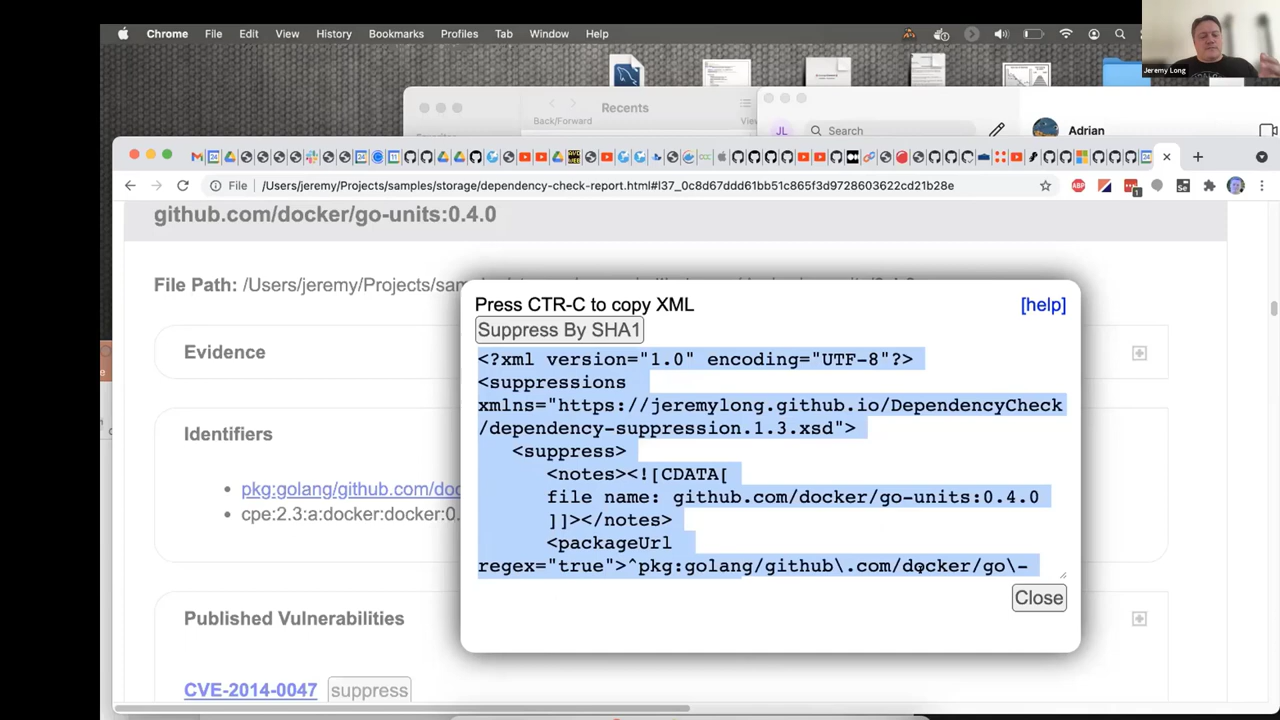 Chrome File Edit View History Bookmarks Profiles Tab Window Help
Jeremy Long
Recents
Back/Forward
JL Search
Adrian
File /Users/jeremy/Projects/samples/storage/dependency-check-report.html#l37_0c8d67ddd61bb51c865f3d9728603622cd21b28e
github.com/docker/go-units:0.4.0
File Path: /Users/jeremy/Projects/sam
Evidence
Identifiers
pkg:golang/github.com/doc
cpe:2.3:a:docker:docker:0.
Published Vulnerabilities
CVE-2014-0047 suppress
Press CTR-C to copy XML
[help]
Suppress By SHA1
<?xml version="1.0" encoding="UTF-8"?>
<suppressions
xmlns="https://jeremylong.github.io/DependencyCheck
/dependency-suppression.1.3.xsd">
<suppress>
<notes><![CDATA[
file name: github.com/docker/go-units:0.4.0
]]></notes>
<packageUrl
regex="true">^pkg:golang/github\.com/docker/go\-
Close